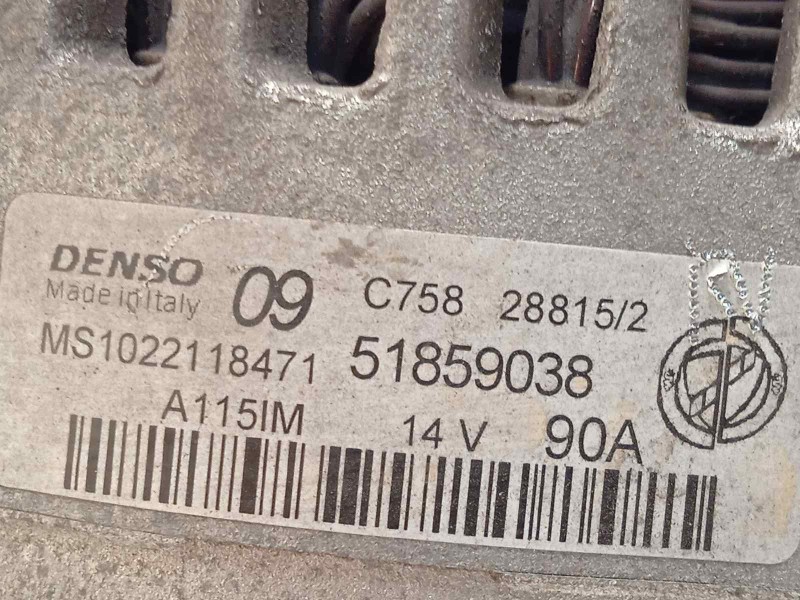 DENSO 09 C758 28815/2
Made in Italy
MS1022118471 51859038
A115IM 14 V 90A